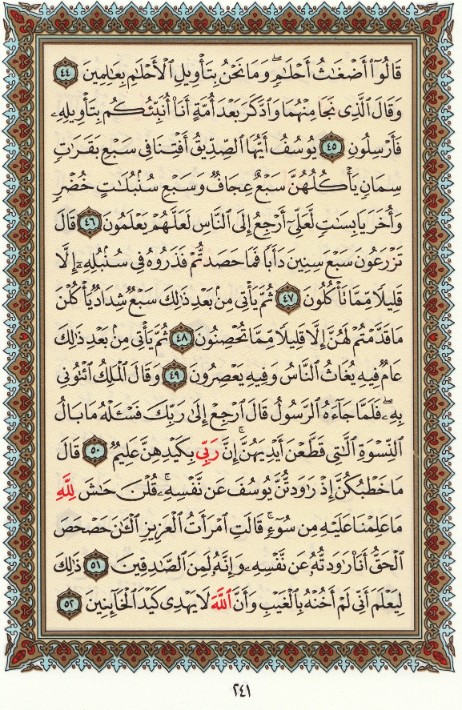 قَالُوٓا۟ أَضْغَٰثُ أَحْلَٰمٍ ۖ وَمَا نَحْنُ بِتَأْوِيلِ ٱلْأَحْلَٰمِ بِعَٰلِمِينَ ٤٤
وَقَالَ ٱلَّذِى نَجَا مِنْهُمَا وَٱدَّكَرَ بَعْدَ أُمَّةٍ أَنَا۠ أُنَبِّئُكُم بِتَأْوِيلِهِۦ
فَأَرْسِلُونِ ٤٥ يُوسُفُ أَيُّهَا ٱلصِّدِّيقُ أَفْتِنَا فِى سَبْعِ بَقَرَٰتٍ
سِمَانٍ يَأْكُلُهُنَّ سَبْعٌ عِجَافٌ وَسَبْعِ سُنۢبُلَٰتٍ خُضْرٍ
وَأُخَرَ يَابِسَٰتٍ لَّعَلِّىٓ أَرْجِعُ إِلَى ٱلنَّاسِ لَعَلَّهُمْ يَعْلَمُونَ ٤٦ قَالَ
تَزْرَعُونَ سَبْعَ سِنِينَ دَأَبًا فَمَا حَصَدتُّمْ فَذَرُوهُ فِى سُنۢبُلِهِۦٓ إِلَّا
قَلِيلًا مِّمَّا تَأْكُلُونَ ٤٧ ثُمَّ يَأْتِى مِنۢ بَعْدِ ذَٰلِكَ سَبْعٌ شِدَادٌ يَأْكُلْنَ
مَا قَدَّمْتُمْ لَهُنَّ إِلَّا قَلِيلًا مِّمَّا تُحْصِنُونَ ٤٨ ثُمَّ يَأْتِى مِنۢ بَعْدِ ذَٰلِكَ
عَامٌ فِيهِ يُغَاثُ ٱلنَّاسُ وَفِيهِ يَعْصِرُونَ ٤٩ وَقَالَ ٱلْمَلِكُ ٱئْتُونِى
بِهِۦ ۖ فَلَمَّا جَآءَهُ ٱلرَّسُولُ قَالَ ٱرْجِعْ إِلَىٰ رَبِّكَ فَسْـَٔلْهُ مَا بَالُ
ٱلنِّسْوَةِ ٱلَّٰتِى قَطَّعْنَ أَيْدِيَهُنَّ ۚ إِنَّ رَبِّى بِكَيْدِهِنَّ عَلِيمٌ ٥٠ قَالَ
مَا خَطْبُكُنَّ إِذْ رَٰوَدتُّنَّ يُوسُفَ عَن نَّفْسِهِۦ ۚ قُلْنَ حَٰشَ لِلَّهِ
مَا عَلِمْنَا عَلَيْهِ مِن سُوٓءٍ ۚ قَالَتِ ٱمْرَأَتُ ٱلْعَزِيزِ ٱلْـَٰٔنَ حَصْحَصَ
ٱلْحَقُّ أَنَا۠ رَٰوَدتُّهُۥ عَن نَّفْسِهِۦ وَإِنَّهُۥ لَمِنَ ٱلصَّٰدِقِينَ ٥١ ذَٰلِكَ
لِيَعْلَمَ أَنِّى لَمْ أَخُنْهُ بِٱلْغَيْبِ وَأَنَّ ٱللَّهَ لَا يَهْدِى كَيْدَ ٱلْخَآئِنِينَ ٥٢
٢٤١